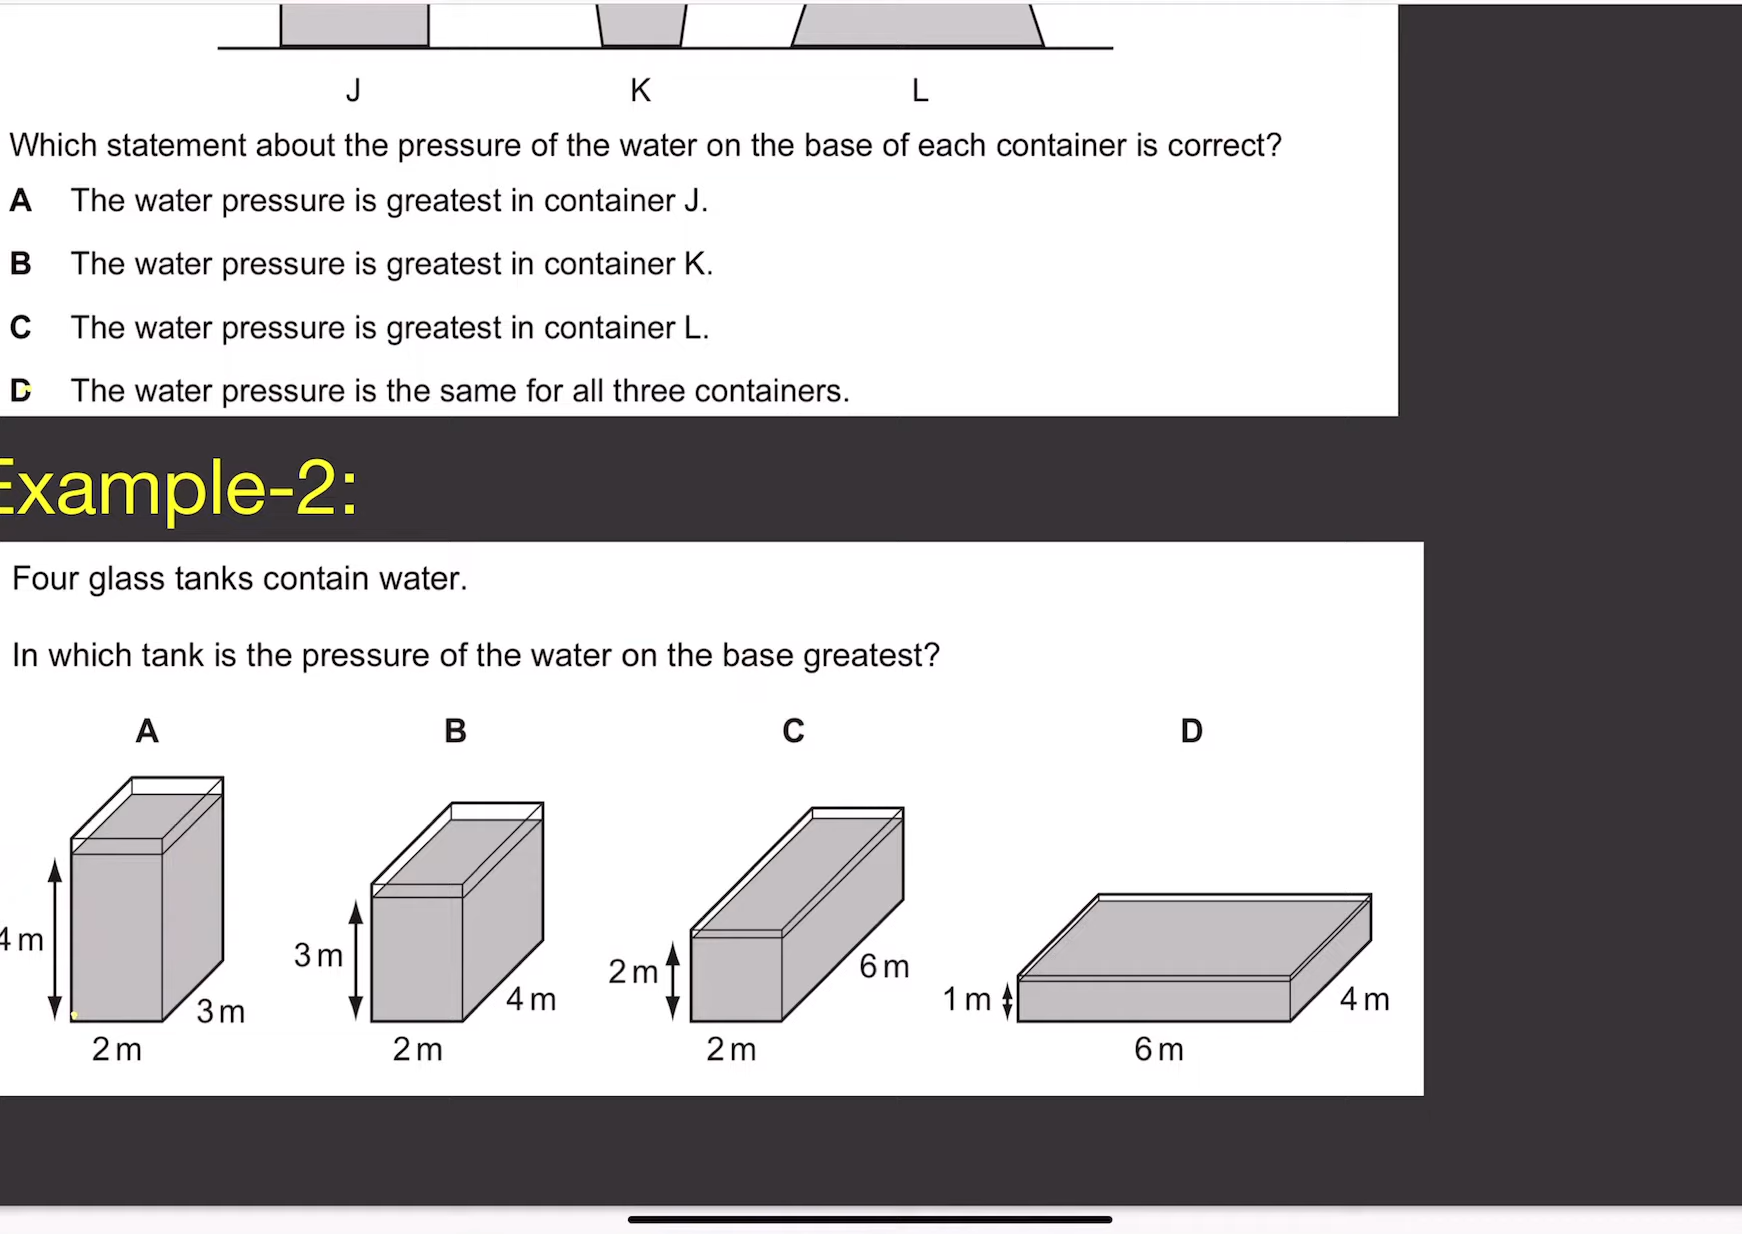 J K L
Which statement about the pressure of the water on the base of each container is correct?
A The water pressure is greatest in container J.
B The water pressure is greatest in container K.
C The water pressure is greatest in container L.
D The water pressure is the same for all three containers.
Example-2:
Four glass tanks contain water.
In which tank is the pressure of the water on the base greatest?
A B C D
4 m 3 m 2 m
3 m 4 m 2 m
2 m 6 m 2 m
1 m 4 m 6 m